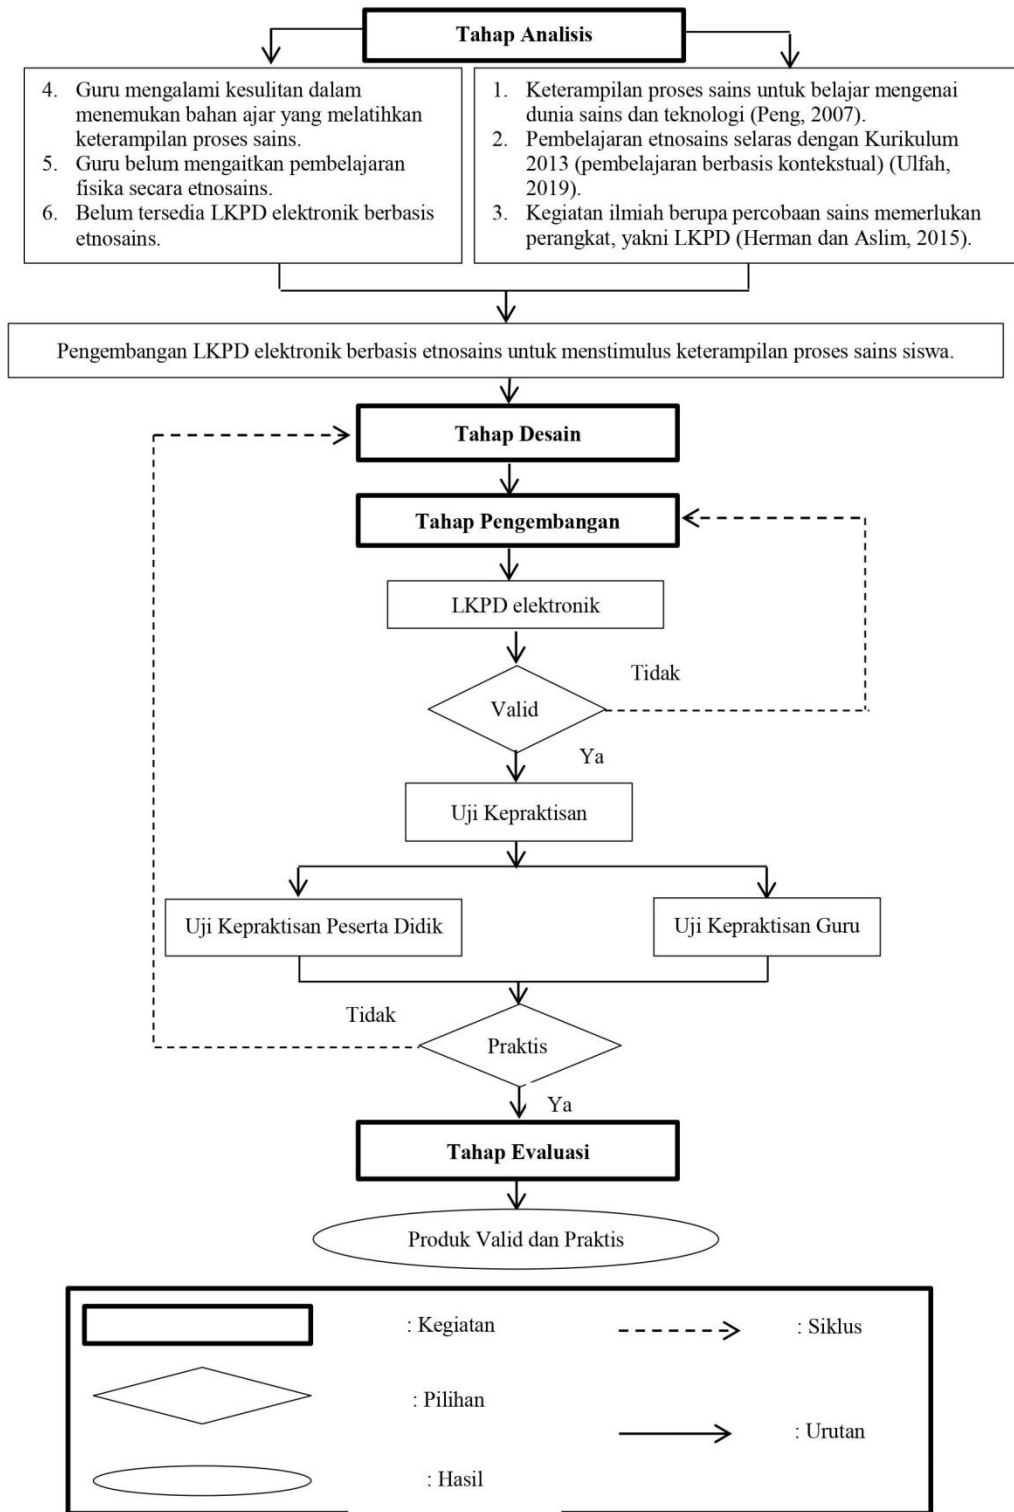 Tahap Analisis
4. Guru mengalami kesulitan dalam
menemukan bahan ajar yang melatihkan
keterampilan proses sains.
5. Guru belum mengaitkan pembelajaran
fisika secara etnosains.
6. Belum tersedia LKPD elektronik berbasis
etnosains.
1. Keterampilan proses sains untuk belajar mengenai
dunia sains dan teknologi (Peng, 2007).
2. Pembelajaran etnosains selaras dengan Kurikulum
2013 (pembelajaran berbasis kontekstual) (Ulfah,
2019).
3. Kegiatan ilmiah berupa percobaan sains memerlukan
perangkat, yakni LKPD (Herman dan Aslim, 2015).
Pengembangan LKPD elektronik berbasis etnosains untuk menstimulus keterampilan proses sains siswa.
Tahap Desain
Tahap Pengembangan
LKPD elektronik
Tidak
Valid
Ya
Uji Kepraktisan
Uji Kepraktisan Peserta Didik
Uji Kepraktisan Guru
Tidak
Praktis
Ya
Tahap Evaluasi
Produk Valid dan Praktis
: Kegiatan
: Siklus
: Pilihan
: Urutan
: Hasil